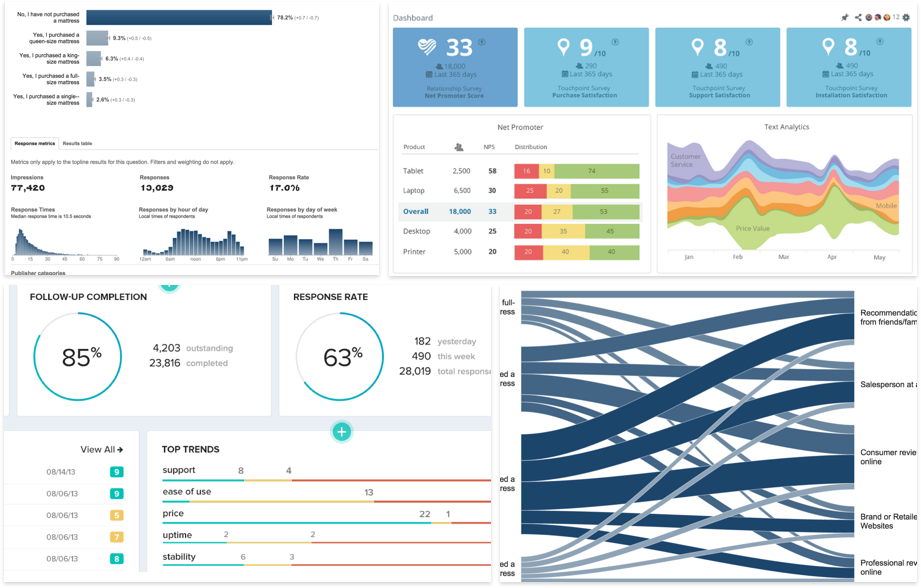 No, I have not purchased
a mattress
78.2% (+0.7 / -0.7)
Yes, I purchased a
queen-size mattress
9.3% (+0.5 / -0.5)
Yes, I purchased a king-
size mattress
6.3% (+0.4 / -0.4)
Yes, I purchased a full-
size mattress
3.5% (+0.3 / -0.3)
Yes, I purchased a single-
size mattress
2.6% (+0.3 / -0.3)
Response metrics Results table
Metrics only apply to the topline results for this question. Filters and weighting do not apply.
Impressions Responses Response Rate
77,420 13,029 17.0%
Response Times Responses by hour of day Responses by day of week
Median response time is 10.5 seconds Local times of respondents Local times of respondents
0 15 30 45 60 75 90 12am 6am noon 6pm 11pm Su Mo Tu We Th Fr Sa
Publisher categories
Dashboard
12
33 9/10 8/10 8/10
18,000 290 490 490
Last 365 days Last 365 days Last 365 days Last 365 days
Relationship Survey Touchpoint Survey Touchpoint Survey Touchpoint Survey
Net Promoter Score Purchase Satisfaction Support Satisfaction Installation Satisfaction
Net Promoter
Product NPS Distribution
Tablet 2,500 58 16 10 74
Laptop 6,500 30 25 20 55
Overall 18,000 33 20 27 53
Desktop 4,000 25 20 35 45
Printer 5,000 20 20 40 40
Text Analytics
Customer
Service
Mobile
Price Value
Jan Feb Mar Apr May
FOLLOW-UP COMPLETION
85%
4,203 outstanding
23,816 completed
RESPONSE RATE
63%
182 yesterday
490 this week
28,019 total respons
View All
08/14/13 9
08/06/13 9
08/06/13 5
08/06/13 7
08/06/13 8
TOP TRENDS
support 8 4
ease of use 13
price 22 1
uptime 2 2
stability 6 3
full-
ress
ed a
ress
ed a
ress
ed a
ress
Recommendatio
from friends/fam
Salesperson at a
Consumer revie
online
Brand or Retaile
Websites
Professional rev
online